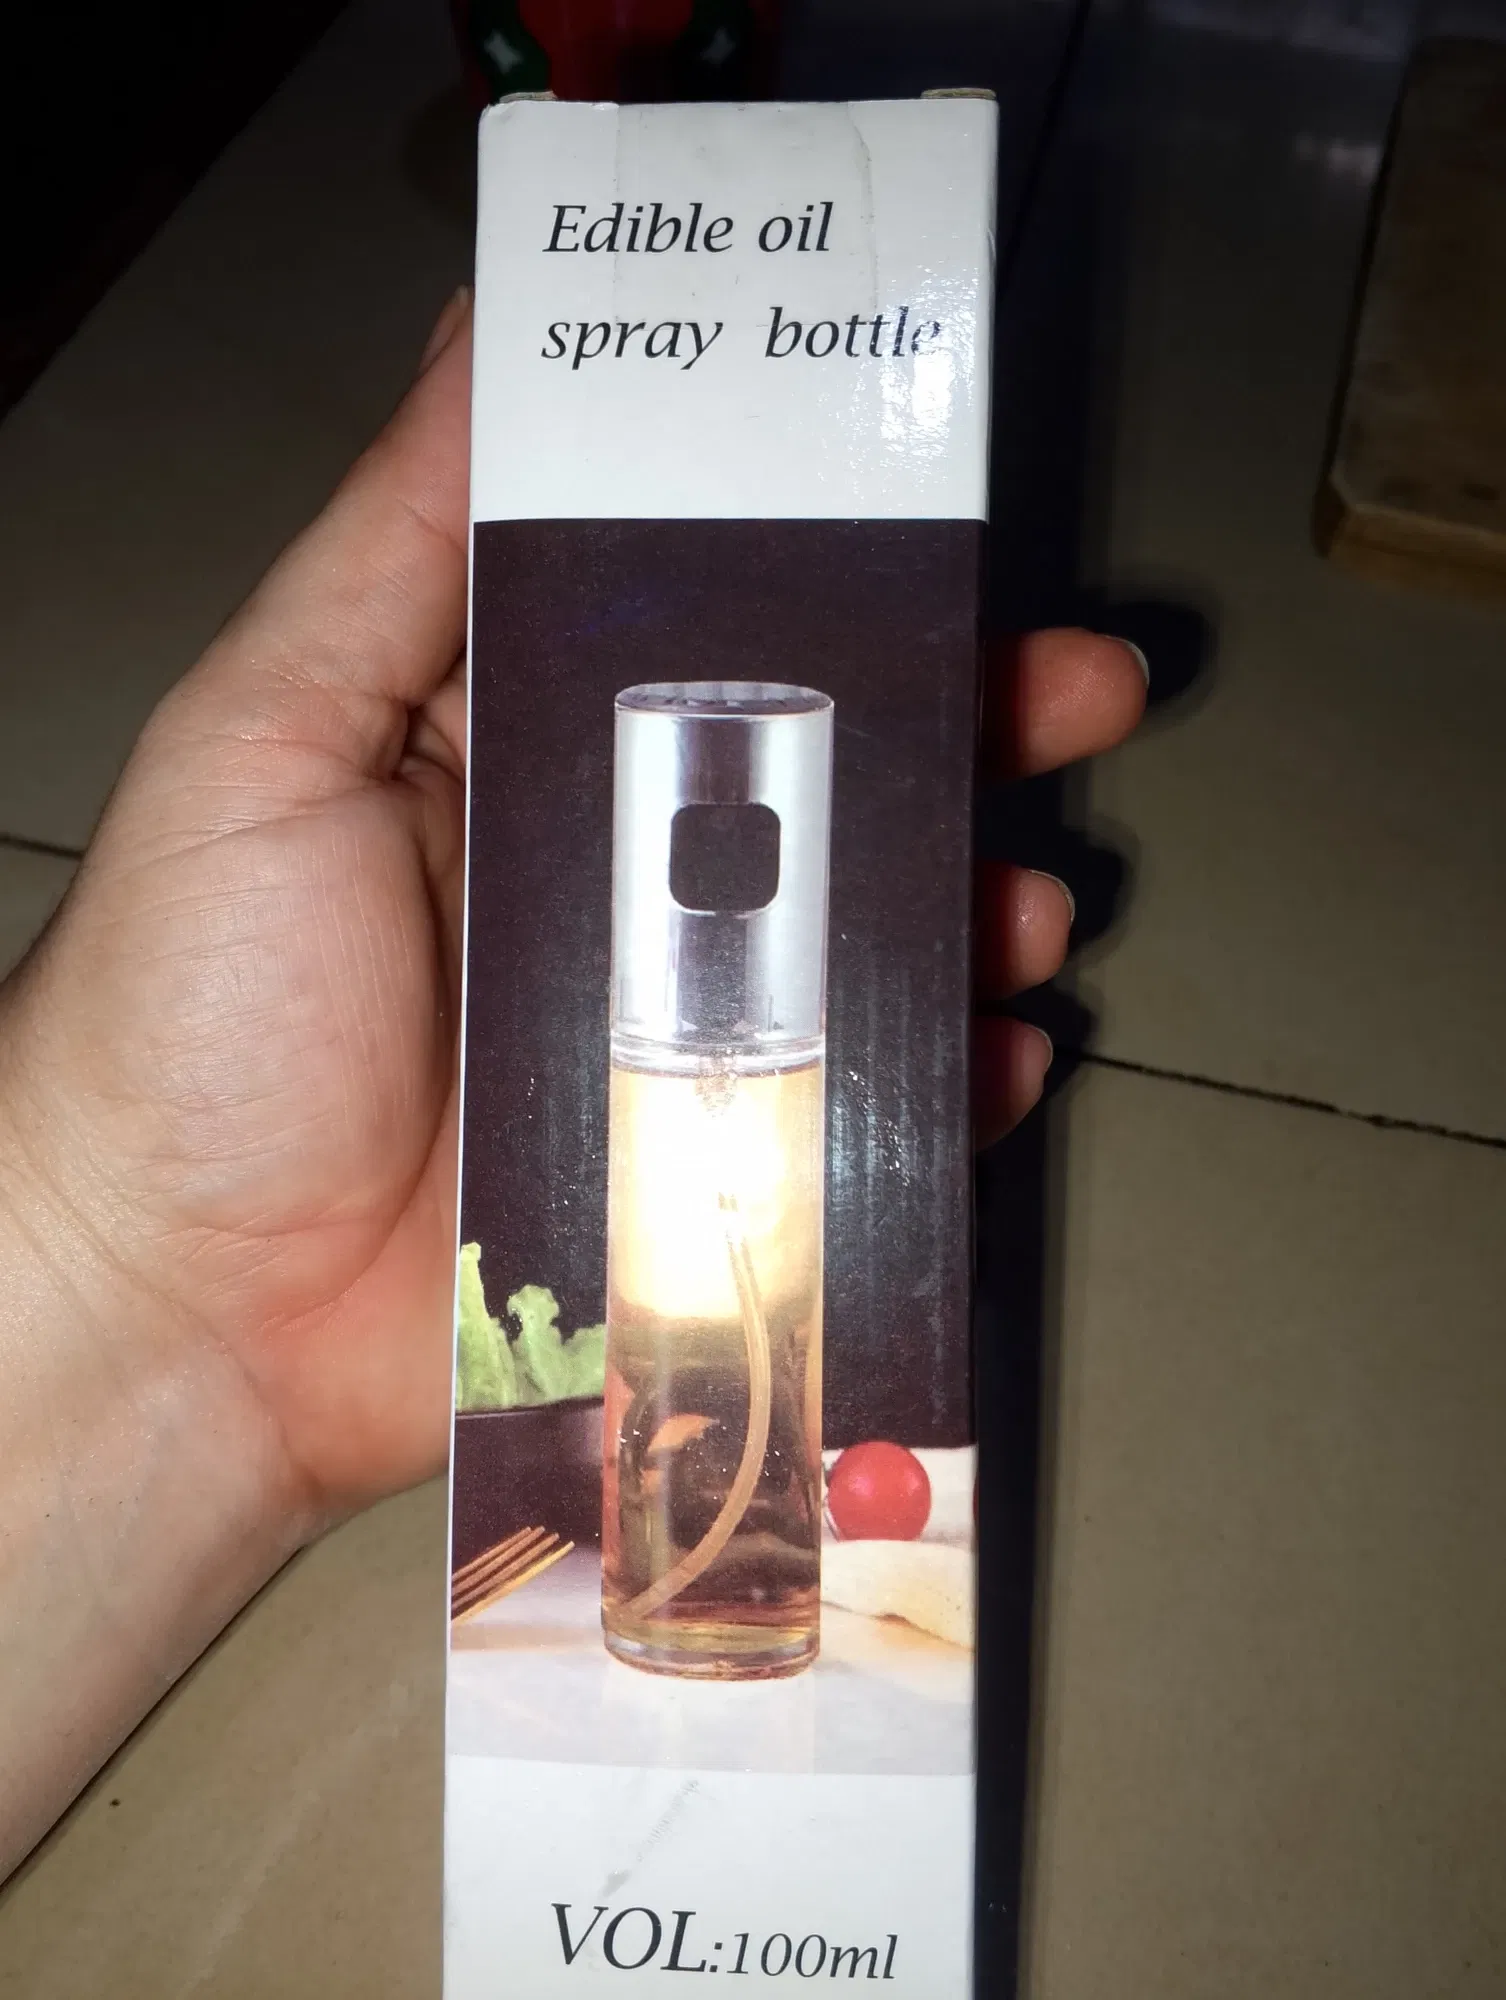 Edible oil
spray bottle
VOL:100ml